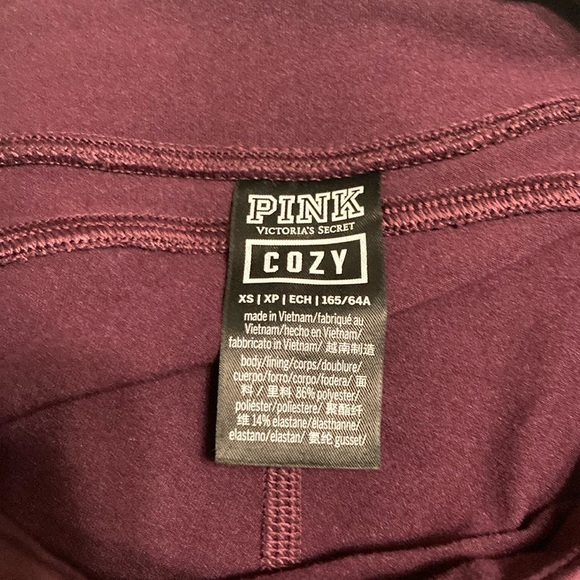 PINK
VICTORIA'S SECRET
COZY
XS | XP | ECH | 165/64A
made in Vietnam/fabriqué au
Vietnam/hecho en Vietnam/
fabbricato in Vietnam/ 越南制造
body/lining/corps/doublure/
cuerpo/forro/corpo/fodera/ 面
料 / 里料 86% polyester/
poliéster/poliestere/ 聚酯纤
维 14% elastane/élasthanne/
elastano/elastan/ 氨纶 gusset/